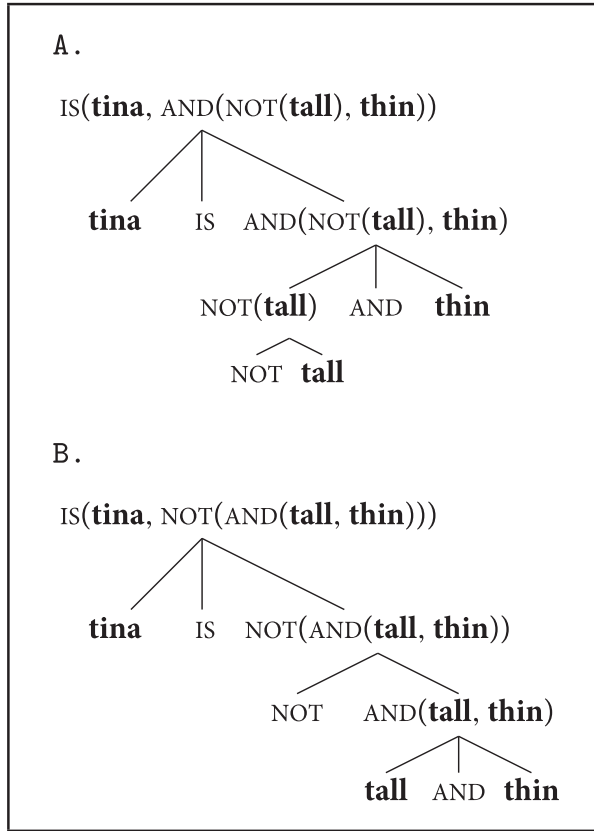 A.
IS(tina, AND(NOT(tall), thin))
tina IS AND(NOT(tall), thin)
NOT(tall) AND thin
NOT tall
B.
IS(tina, NOT(AND(tall, thin)))
tina IS NOT(AND(tall, thin))
NOT AND(tall, thin)
tall AND thin